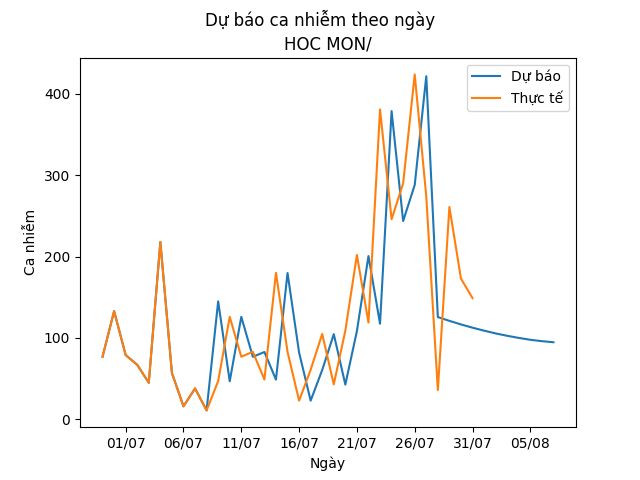 Dự báo ca nhiễm theo ngày
HOC MON/
Dự báo
Thực tế
400
300
200
100
0
Ca nhiễm
01/07 06/07 11/07 16/07 21/07 26/07 31/07 05/08
Ngày